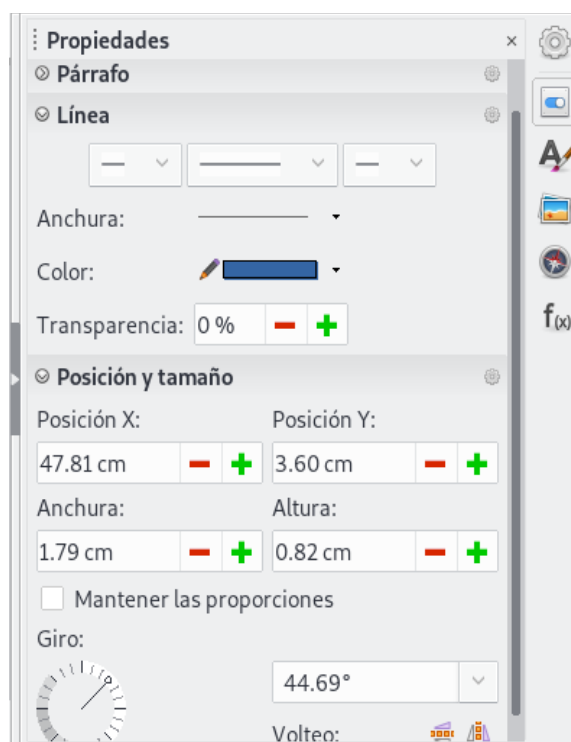 Propiedades
Párrafo
Línea
Anchura:
Color:
Transparencia: 0 %
Posición y tamaño
Posición X: Posición Y:
47.81 cm 3.60 cm
Anchura: Altura:
1.79 cm 0.82 cm
Mantener las proporciones
Giro:
44.69°
Volteo:
A
f(x)